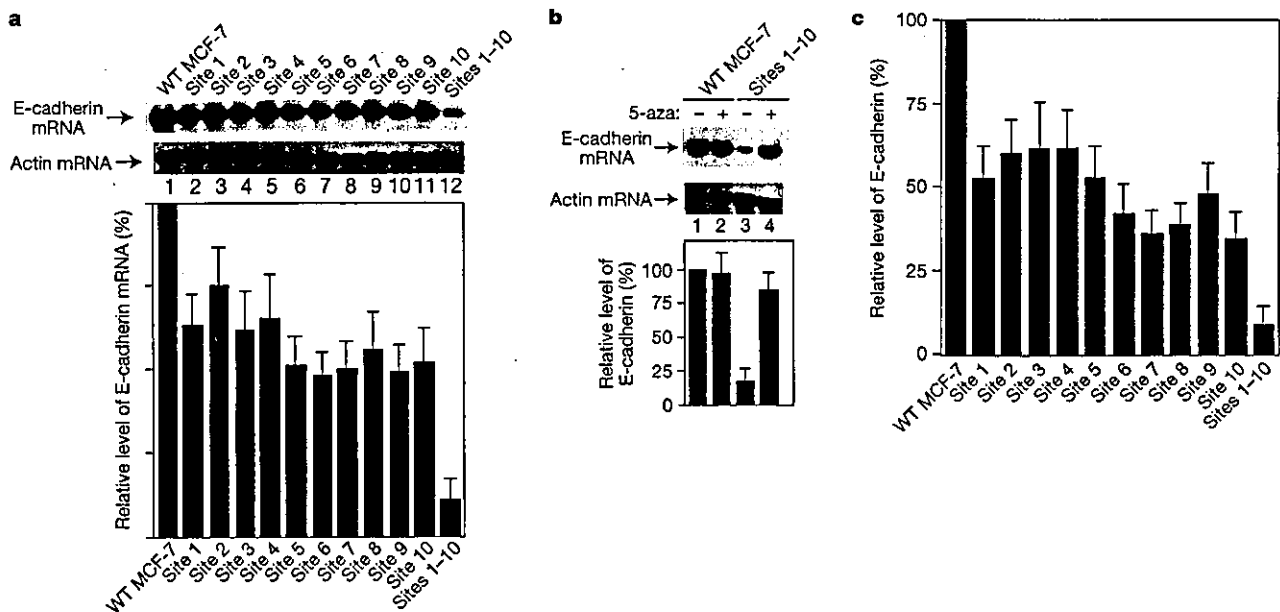 a
WT MCF-7
Site 1
Site 2
Site 3
Site 4
Site 5
Site 6
Site 7
Site 8
Site 9
Site 10
Sites 1–10
E-cadherin
mRNA
Actin mRNA
1 2 3 4 5 6 7 8 9 10 11 12
Relative level of E-cadherin mRNA (%)
WT MCF-7
Site 1
Site 2
Site 3
Site 4
Site 5
Site 6
Site 7
Site 8
Site 9
Site 10
Sites 1–10
b
WT MCF-7
Sites 1–10
5-aza: – + – +
E-cadherin
mRNA
Actin mRNA
1 2 3 4
Relative level of
E-cadherin (%)
100
75
50
25
0
c
Relative level of E-cadherin (%)
100
75
50
25
0
WT MCF-7
Site 1
Site 2
Site 3
Site 4
Site 5
Site 6
Site 7
Site 8
Site 9
Site 10
Sites 1–10